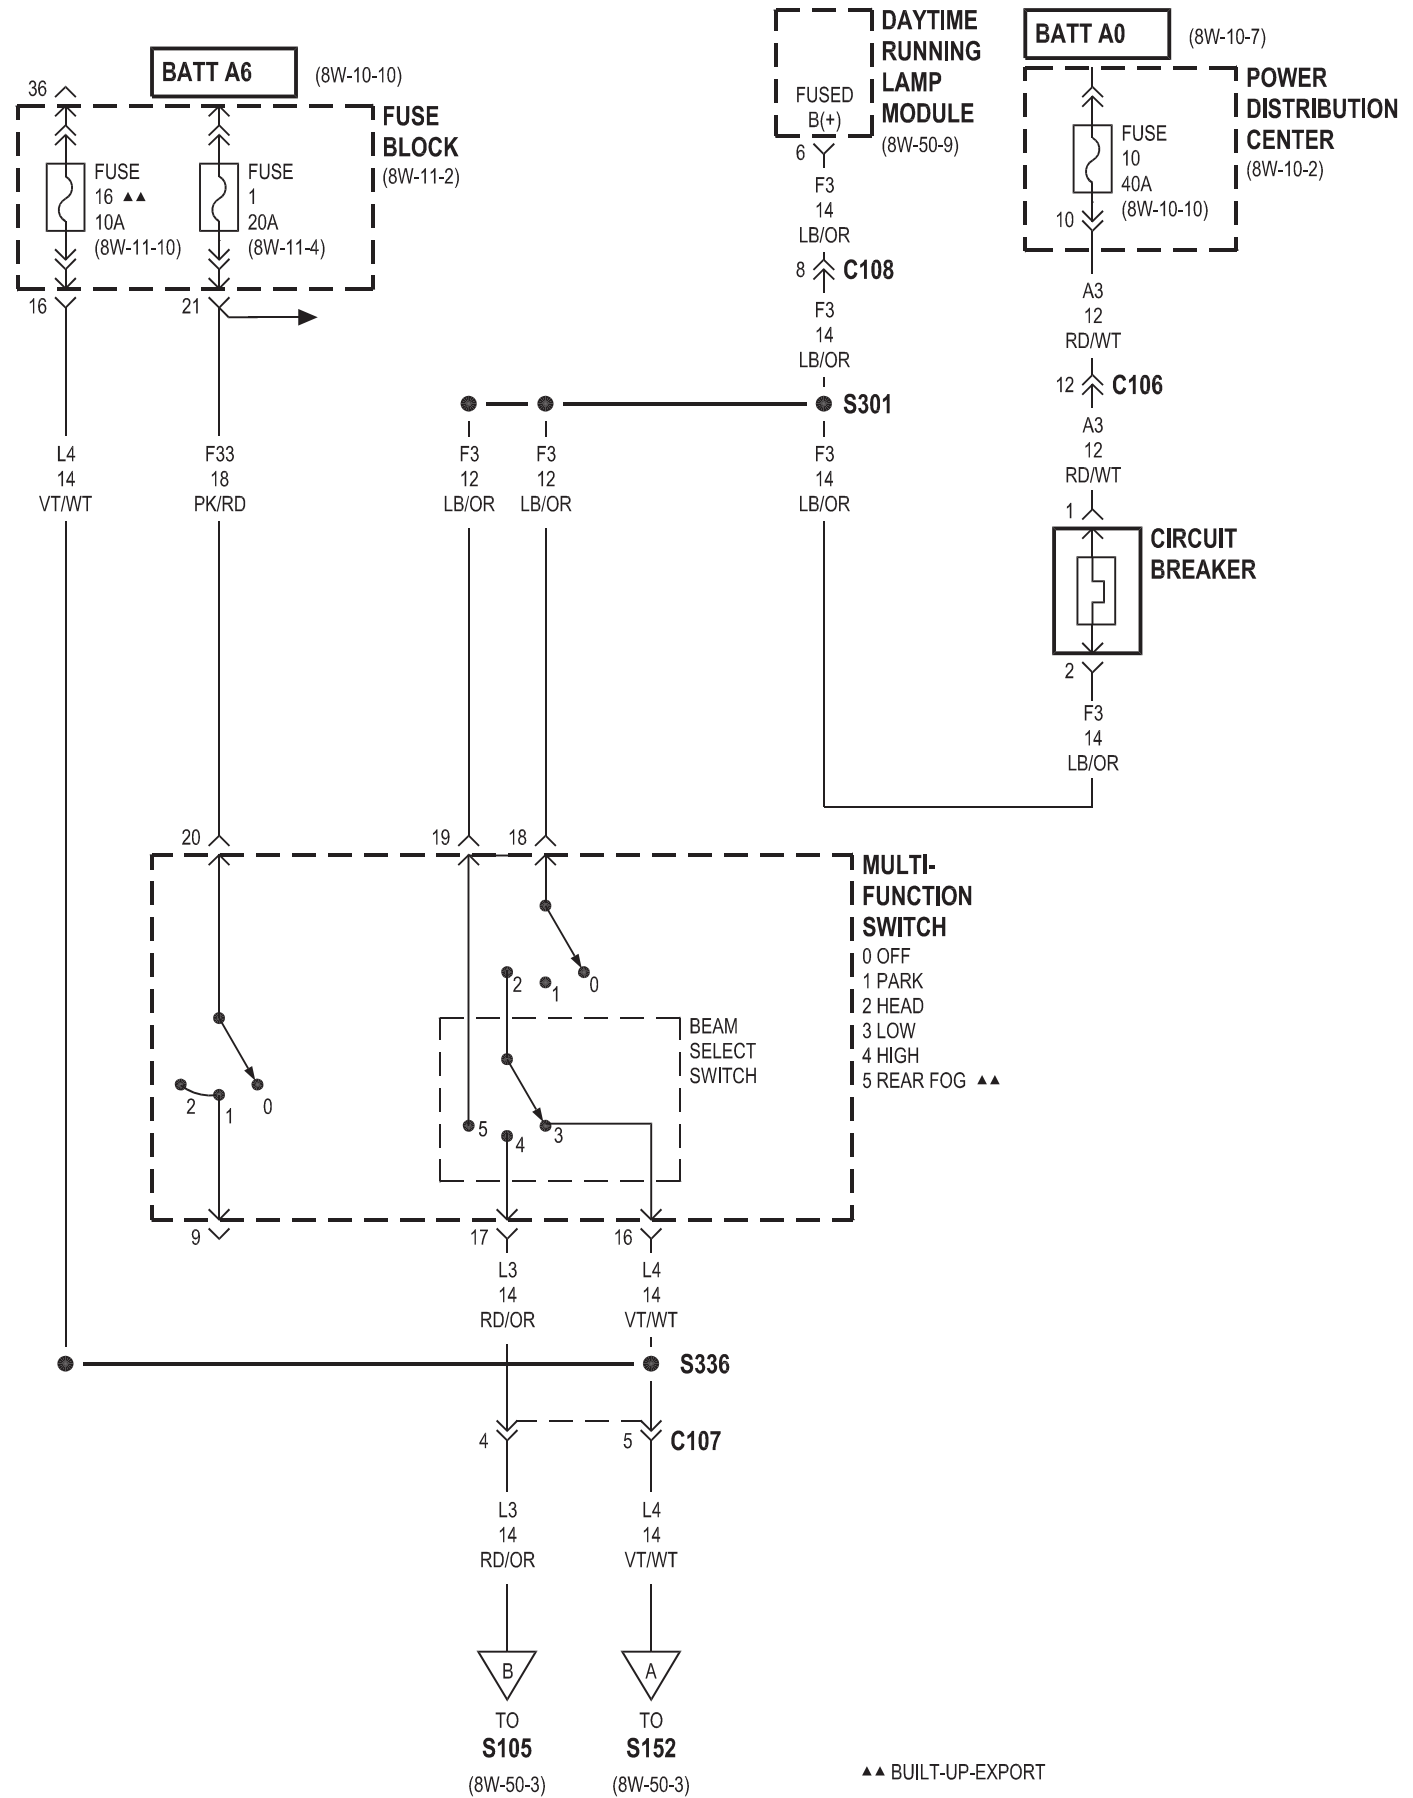 BATT A6
(8W-10-10)
36
FUSE
BLOCK
(8W-11-2)
FUSE
16 ▲▲
10A
(8W-11-10)
FUSE
1
20A
(8W-11-4)
16
21
DAYTIME
RUNNING
LAMP
MODULE
(8W-50-9)
FUSED
B(+)
6
F3
14
LB/OR
8
C108
F3
14
LB/OR
BATT A0
(8W-10-7)
POWER
DISTRIBUTION
CENTER
(8W-10-2)
FUSE
10
40A
(8W-10-10)
10
A3
12
RD/WT
12
C106
A3
12
RD/WT
S301
L4
14
VT/WT
F33
18
PK/RD
F3
12
LB/OR
F3
12
LB/OR
F3
14
LB/OR
1
CIRCUIT
BREAKER
2
F3
14
LB/OR
20
19
18
MULTI-
FUNCTION
SWITCH
0 OFF
1 PARK
2 HEAD
3 LOW
4 HIGH
5 REAR FOG ▲▲
2
1
0
BEAM
SELECT
SWITCH
2
1
0
5
4
3
9
17
16
L3
14
RD/OR
L4
14
VT/WT
S336
4
5
C107
L3
14
RD/OR
L4
14
VT/WT
B
A
TO
S105
(8W-50-3)
TO
S152
(8W-50-3)
▲▲ BUILT-UP-EXPORT